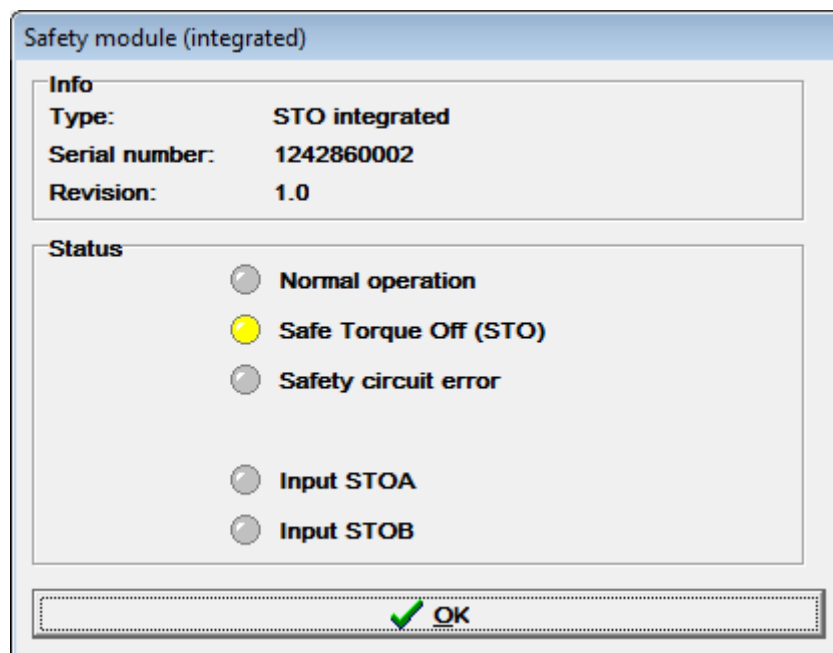 Safety module (integrated)
Info
Type: STO integrated
Serial number: 1242860002
Revision: 1.0
Status
Normal operation
Safe Torque Off (STO)
Safety circuit error
Input STOA
Input STOB
OK